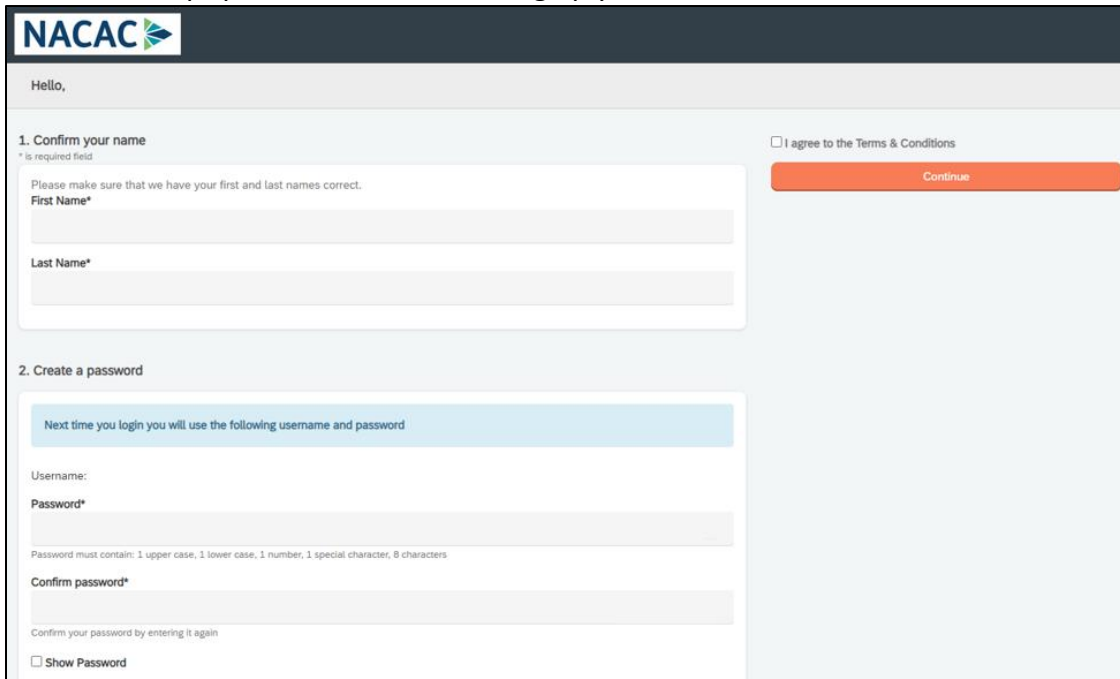 NACAC
Hello,
1. Confirm your name
* is required field
Please make sure that we have your first and last names correct.
First Name*
Last Name*
2. Create a password
Next time you login you will use the following username and password
Username:
Password*
Password must contain: 1 upper case, 1 lower case, 1 number, 1 special character, 8 characters
Confirm password*
Confirm your password by entering it again
Show Password
I agree to the Terms & Conditions
Continue